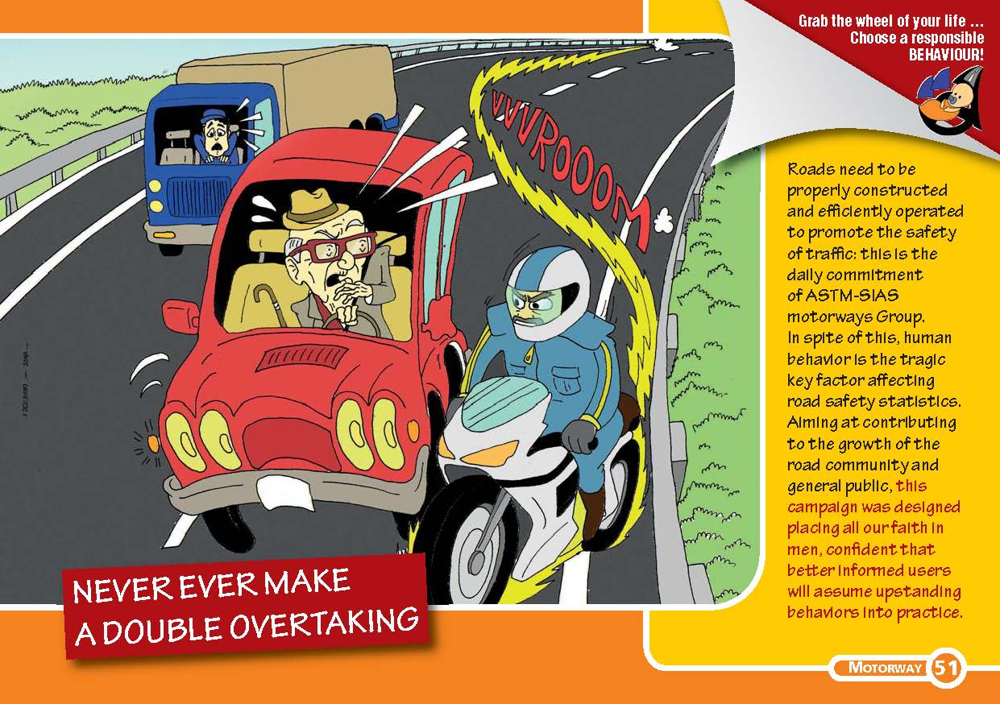 Grab the wheel of your life ...
Choose a responsible
BEHAVIOUR!
VVVROOOM
Roads need to be
properly constructed
and efficiently operated
to promote the safety
of traffic: this is the
daily commitment
of ASTM-SIAS
motorways Group.
In spite of this, human
behavior is the tragic
key factor affecting
road safety statistics.
Aiming at contributing
to the growth of the
road community and
general public, this
campaign was designed
placing all our faith in
men, confident that
better informed users
will assume upstanding
behaviors into practice.
NEVER EVER MAKE
A DOUBLE OVERTAKING
MOTORWAY 51